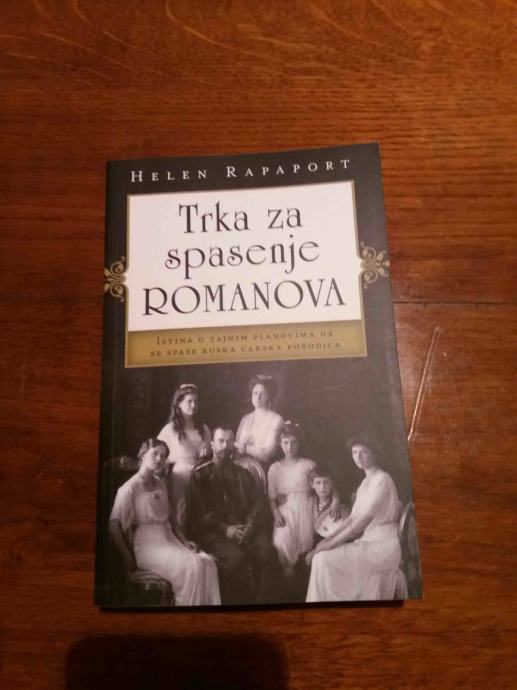 HELEN RAPAPORT
Trka za
spasenje
ROMANOVA
ISTINA O TAJNIM PLANOVIMA DA
SE SPASE RUSKA CARSKA PORODICA